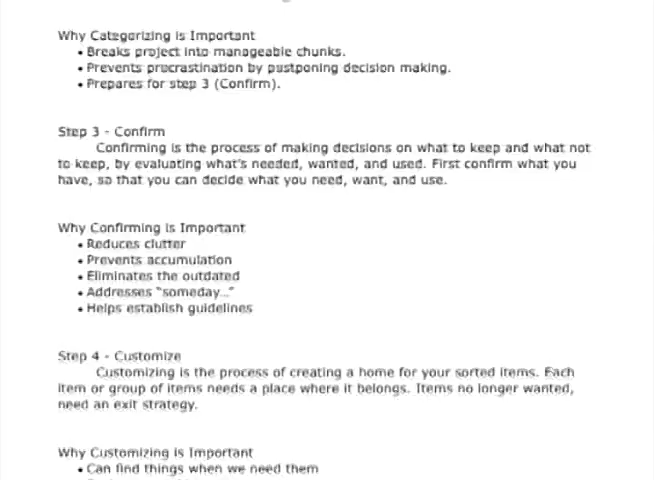 Why Categorizing is Important
• Breaks project into manageable chunks.
• Prevents procrastination by postponing decision making.
• Prepares for step 3 (Confirm).
Step 3 - Confirm
Confirming is the process of making decisions on what to keep and what not
to keep, by evaluating what's needed, wanted, and used. First confirm what you
have, so that you can decide what you need, want, and use.
Why Confirming is Important
• Reduces clutter
• Prevents accumulation
• Eliminates the outdated
• Addresses "someday..."
• Helps establish guidelines
Step 4 - Customize
Customizing is the process of creating a home for your sorted items. Each
item or group of items needs a place where it belongs. Items no longer wanted,
need an exit strategy.
Why Customizing is Important
• Can find things when we need them